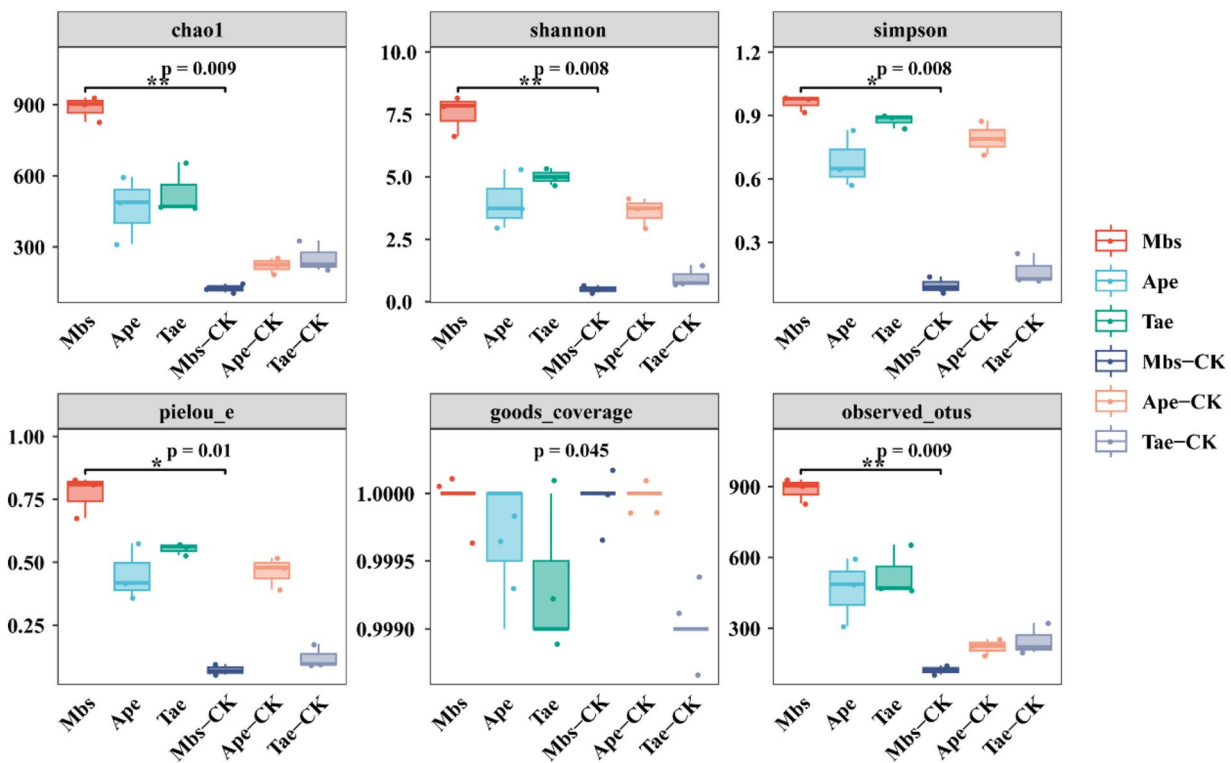 chao1
shannon
simpson
p = 0.009
**
900
600
300
Mbs
Ape
Tae
Mbs−CK
Ape−CK
Tae−CK
10.0
7.5
5.0
2.5
0.0
p = 0.008
**
Mbs
Ape
Tae
Mbs−CK
Ape−CK
Tae−CK
1.2
0.9
0.6
0.3
p = 0.008
*
Mbs
Ape
Tae
Mbs−CK
Ape−CK
Tae−CK
pielou_e
goods_coverage
observed_otus
1.00
0.75
0.50
0.25
p = 0.01
*
Mbs
Ape
Tae
Mbs−CK
Ape−CK
Tae−CK
p = 0.045
1.0000
0.9995
0.9990
Mbs
Ape
Tae
Mbs−CK
Ape−CK
Tae−CK
p = 0.009
**
900
600
300
Mbs
Ape
Tae
Mbs−CK
Ape−CK
Tae−CK
Mbs
Ape
Tae
Mbs−CK
Ape−CK
Tae−CK